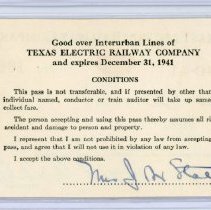 Good over Interurban Lines of
TEXAS ELECTRIC RAILWAY COMPANY
and expires December 31, 1941
CONDITIONS
This pass is not transferable, and if presented by other than
individual named, conductor or train auditor will take up same
collect fare.
The person accepting and using this pass thereby assumes all ri
accident and damage to person and property.
I represent that I am not prohibited by law from accepting
pass, and agree that I will not use it in violation of any law.
I accept the above conditions.
Mrs J H